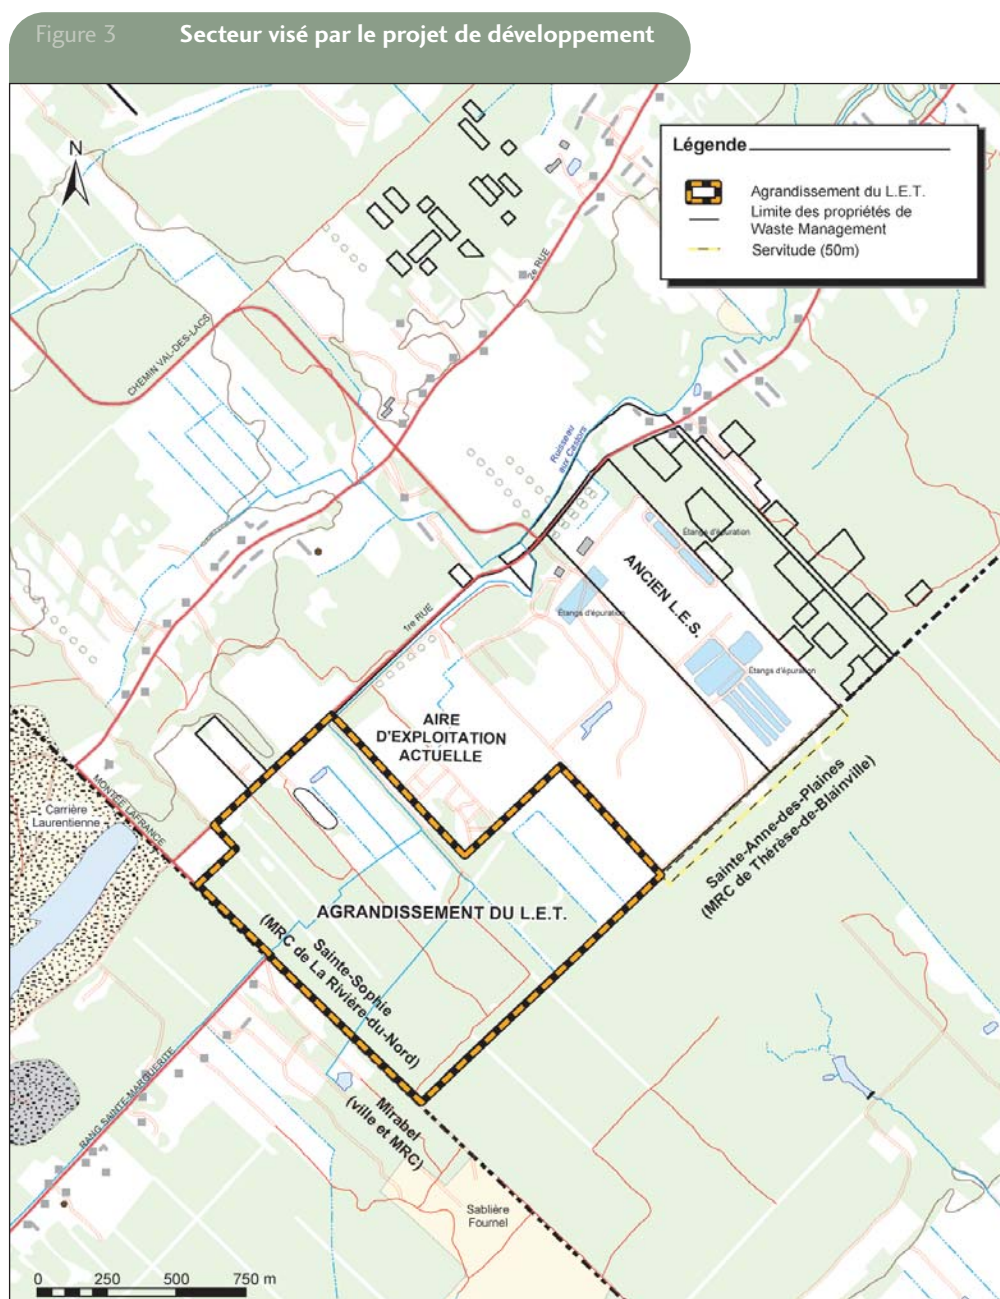 Figure 3 Secteur visé par le projet de développement
N
Légende
Agrandissement du L.E.T.
Limite des propriétés de
Waste Management
Servitude (50m)
2e RUE
CHEMIN VAL-DES-LACS
Ruisseau
aux Castors
Étangs d'épuration
ANCIEN L.E.S.
Étangs d'épuration
1re RUE
Étangs d'épuration
AIRE
D'EXPLOITATION
ACTUELLE
MONTÉE LAFRANCE
Carrière
Laurentienne
Sainte-Anne-des-Plaines
(MRC de Thérèse-de-Blainville)
AGRANDISSEMENT DU L.E.T.
Sainte-Sophie
(MRC de La Rivière-du-Nord)
RANG SAINTE-MARGUERITE
Mirabel
(ville et MRC)
Sablière
Fournel
0 250 500 750 m